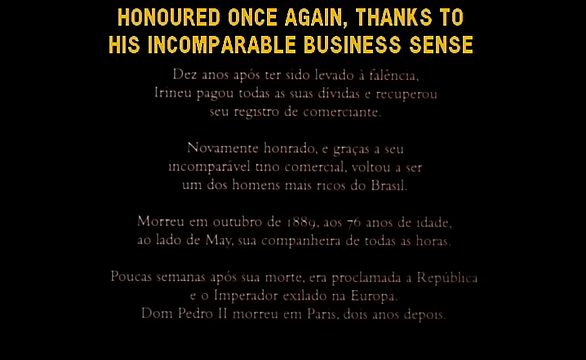 HONOURED ONCE AGAIN, THANKS TO
HIS INCOMPARABLE BUSINESS SENSE
Dez anos após ter sido levado à falência,
Irineu pagou todas as suas dívidas e recuperou
seu registro de comerciante.
Novamente honrado, e graças a seu
incomparável tino comercial, voltou a ser
um dos homens mais ricos do Brasil.
Morreu em outubro de 1889, aos 76 anos de idade,
ao lado de May, sua companheira de todas as horas.
Poucas semanas após sua morte, era proclamada a República
e o Imperador exilado na Europa.
Dom Pedro II morreu em Paris, dois anos depois.